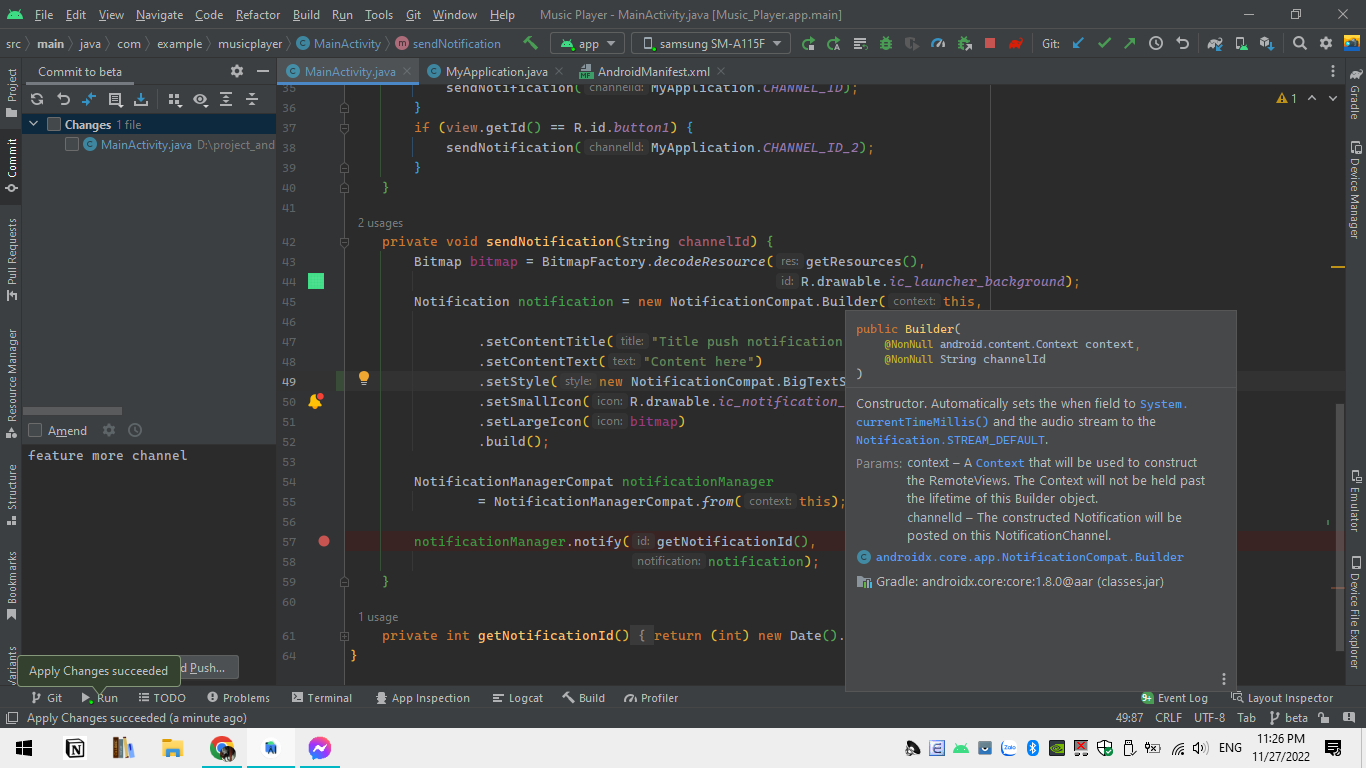 File Edit View Navigate Code Refactor Build Run Tools Git Window Help Music Player - MainActivity.java [Music_Player.app.main]
src main java com example musicplayer MainActivity sendNotification app samsung SM-A115F Git:
Project
Commit
Pull Requests
Resource Manager
Structure
Bookmarks
Commit to beta
Changes 1 file
MainActivity.java D:\project_and
Amend
feature more channel
Push...
Apply Changes succeeded
MainActivity.java MyApplication.java AndroidManifest.xml
1
35 sendNotification( channelId: MyApplication.CHANNEL_ID);
36 }
37 if (view.getId() == R.id.button1) {
38 sendNotification( channelId: MyApplication.CHANNEL_ID_2);
39 }
40 }
41
2 usages
42 private void sendNotification(String channelId) {
43 Bitmap bitmap = BitmapFactory.decodeResource( res: getResources(),
44 id: R.drawable.ic_launcher_background);
45 Notification notification = new NotificationCompat.Builder( context: this,
46
47 .setContentTitle( title: "Title push notification
48 .setContentText( text: "Content here")
49 .setStyle( style: new NotificationCompat.BigTextS
50 .setSmallIcon( icon: R.drawable.ic_notification_
51 .setLargeIcon( icon: bitmap)
52 .build();
53
54 NotificationManagerCompat notificationManager
55 = NotificationManagerCompat.from( context: this);
56
57 notificationManager.notify( id: getNotificationId(),
58 notification: notification);
59 }
60
1 usage
61 private int getNotificationId() { return (int) new Date().
64 }
public Builder(
@NonNull android.content.Context context,
@NonNull String channelId
)
Constructor. Automatically sets the when field to System.
currentTimeMillis() and the audio stream to the
Notification.STREAM_DEFAULT.
Params: context – A Context that will be used to construct
the RemoteViews. The Context will not be held past
the lifetime of this Builder object.
channelId – The constructed Notification will be
posted on this NotificationChannel.
androidx.core.app.NotificationCompat.Builder
Gradle: androidx.core:core:1.8.0@aar (classes.jar)
Gradle
Device Manager
Emulator
Device File Explorer
Git Run TODO Problems Terminal App Inspection Logcat Build Profiler 9+ Event Log Layout Inspector
Apply Changes succeeded (a minute ago) 49:87 CRLF UTF-8 Tab beta
Zalo ENG 11:26 PM
11/27/2022